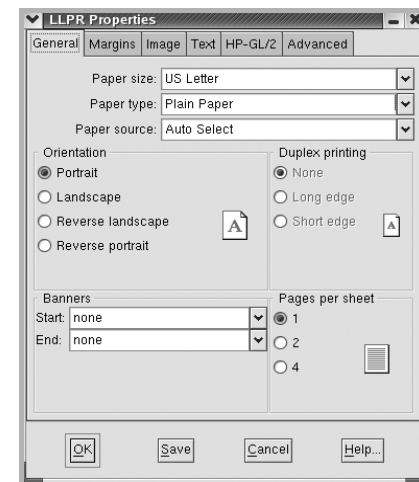 LLPR Properties
General Margins Image Text HP-GL/2 Advanced
Paper size: US Letter
Paper type: Plain Paper
Paper source: Auto Select
Orientation
Portrait
Landscape
Reverse landscape
Reverse portrait
A
Duplex printing
None
Long edge
Short edge
A
Banners
Start: none
End: none
Pages per sheet
1
2
4
OK Save Cancel Help...